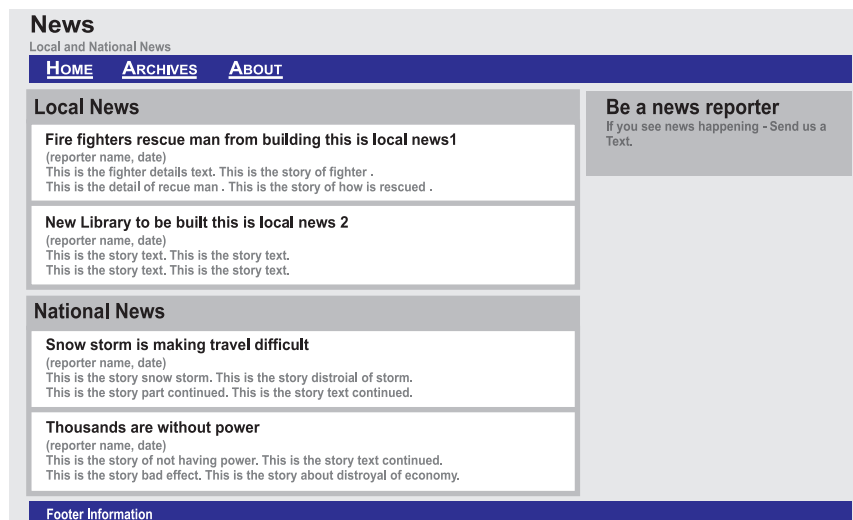 News
Local and National News
HOME ARCHIVES ABOUT
Local News
Fire fighters rescue man from building this is local news1
(reporter name, date)
This is the fighter details text. This is the story of fighter .
This is the detail of recue man . This is the story of how is rescued .
New Library to be built this is local news 2
(reporter name, date)
This is the story text. This is the story text.
This is the story text. This is the story text.
National News
Snow storm is making travel difficult
(reporter name, date)
This is the story snow storm. This is the story distroial of storm.
This is the story part continued. This is the story text continued.
Thousands are without power
(reporter name, date)
This is the story of not having power. This is the story text continued.
This is the story bad effect. This is the story about distroyal of economy.
Be a news reporter
If you see news happening - Send us a
Text.
Footer Information